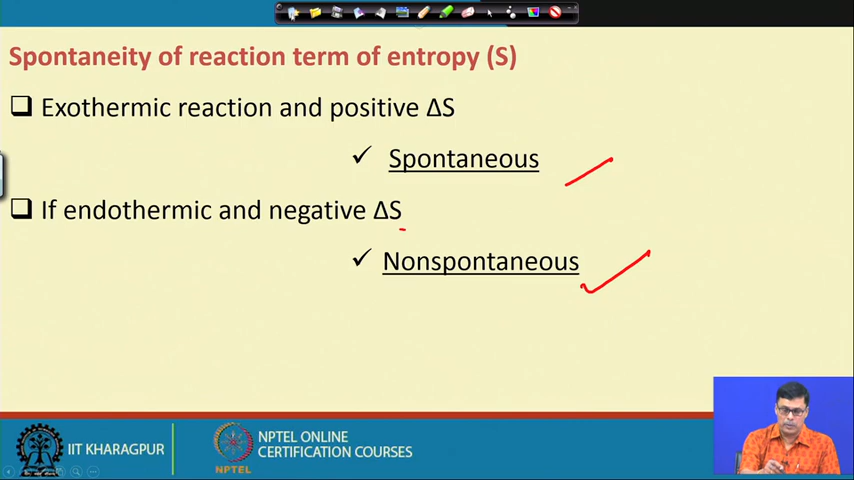 Spontaneity of reaction term of entropy (S)
Exothermic reaction and positive ΔS
Spontaneous
If endothermic and negative ΔS
Nonspontaneous
IIT KHARAGPUR
NPTEL
NPTEL ONLINE
CERTIFICATION COURSES